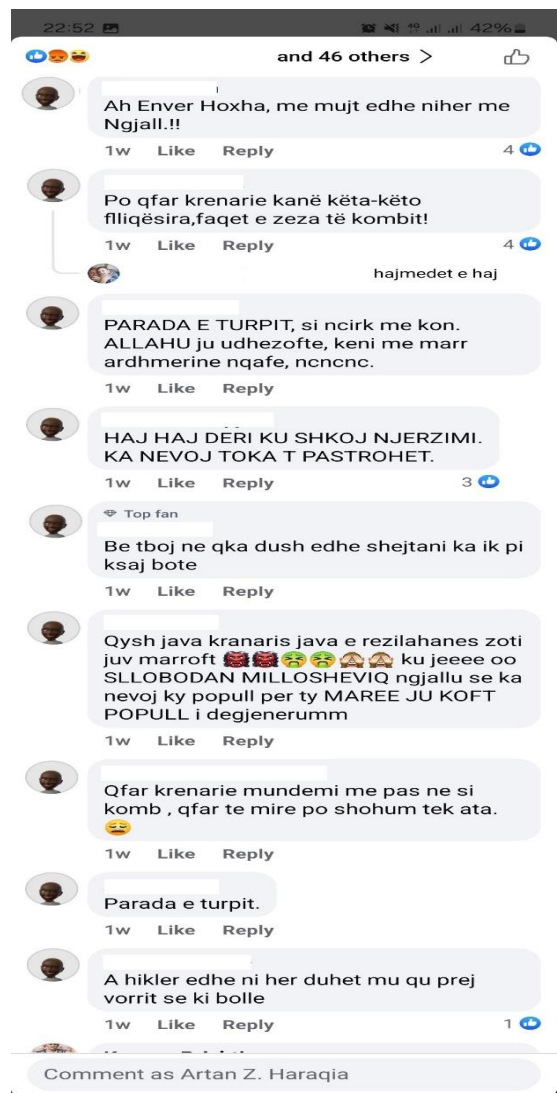 22:52 42%
and 46 others >
Ah Enver Hoxha, me mujt edhe niher me
Ngjall.!!
1w Like Reply 4
Po qfar krenarie kanë këta-këto
flliqësira,faqet e zeza të kombit!
1w Like Reply 4
hajmedet e haj
PARADA E TURPIT, si ncirk me kon.
ALLAHU ju udhezofte, keni me marr
ardhmerine nqafe, ncncnc.
1w Like Reply
HAJ HAJ DERI KU SHKOJ NJERZIMI.
KA NEVOJ TOKA T PASTROHET.
1w Like Reply 3
Top fan
Be tboj ne qka dush edhe shejtani ka ik pi
ksaj bote
1w Like Reply
Qysh java kranaris java e rezilahanes zoti
juv marroft 👹👹🤮🤮🙈🙈 ku jeeee oo
SLLOBODAN MILLOSHEVIQ ngjallu se ka
nevoj ky popull per ty MAREE JU KOFT
POPULL i degjenerumm
1w Like Reply
Qfar krenarie mundemi me pas ne si
komb , qfar te mire po shohum tek ata.
😩
1w Like Reply
Parada e turpit.
1w Like Reply
A hikler edhe ni her duhet mu qu prej
vorrit se ki bolle
1w Like Reply 1
Comment as Artan Z. Haraqia